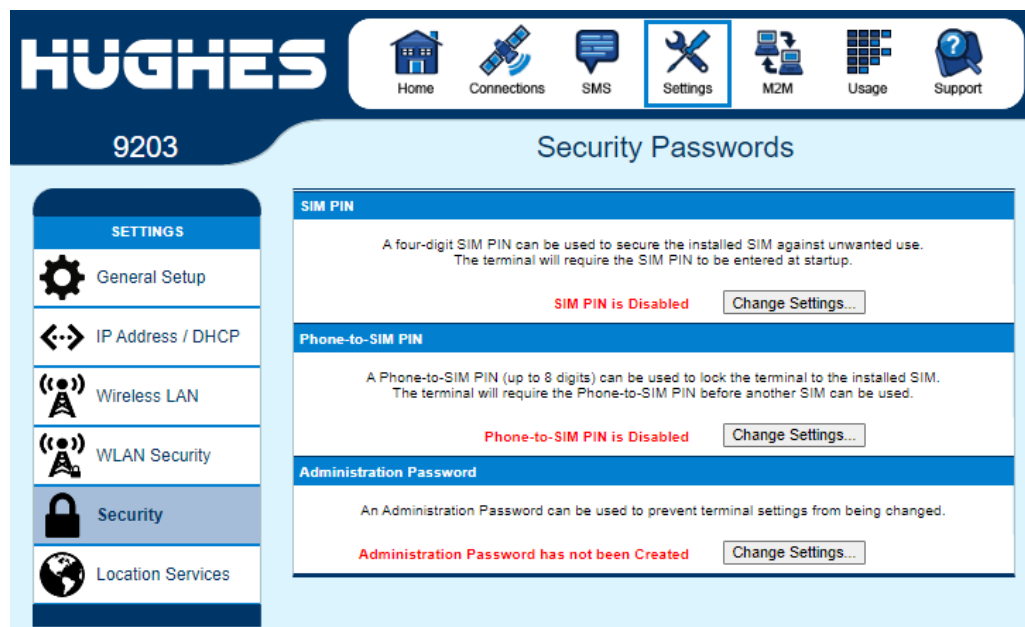 HUGHES
Home
Connections
SMS
Settings
M2M
Usage
Support
9203
Security Passwords
SETTINGS
General Setup
IP Address / DHCP
Wireless LAN
WLAN Security
Security
Location Services
SIM PIN
A four-digit SIM PIN can be used to secure the installed SIM against unwanted use.
The terminal will require the SIM PIN to be entered at startup.
SIM PIN is Disabled
Change Settings...
Phone-to-SIM PIN
A Phone-to-SIM PIN (up to 8 digits) can be used to lock the terminal to the installed SIM.
The terminal will require the Phone-to-SIM PIN before another SIM can be used.
Phone-to-SIM PIN is Disabled
Change Settings...
Administration Password
An Administration Password can be used to prevent terminal settings from being changed.
Administration Password has not been Created
Change Settings...